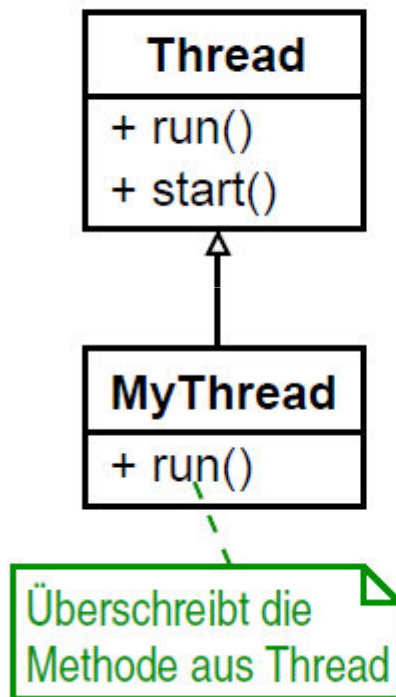 Thread
+ run()
+ start()
MyThread
+ run()
Überschreibt die
Methode aus Thread